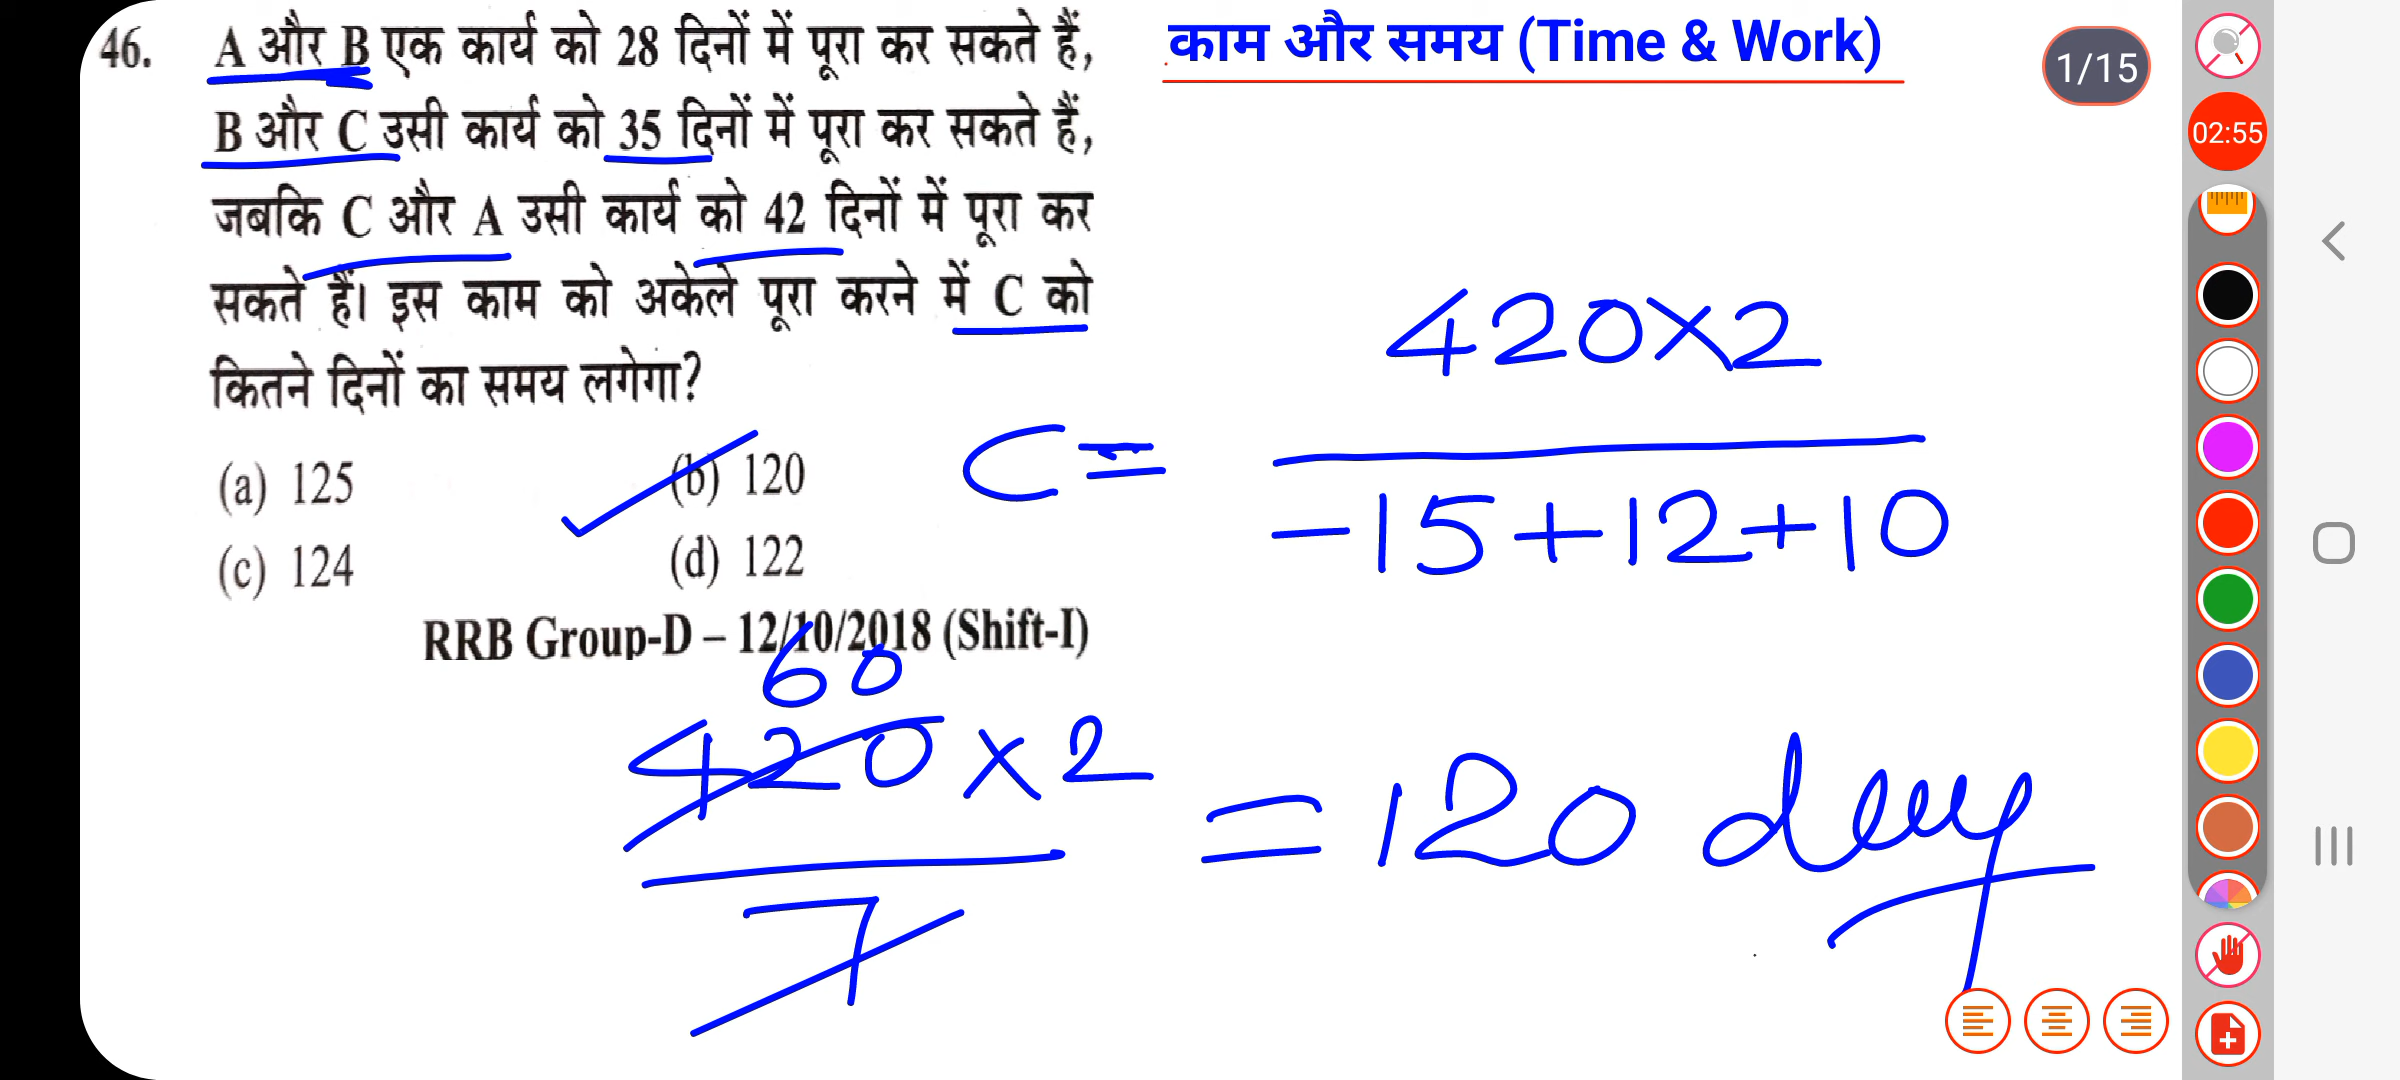 काम और समय (Time & Work)
1/15
02:55
46. A और B एक कार्य को 28 दिनों में पूरा कर सकते हैं,
B और C उसी कार्य को 35 दिनों में पूरा कर सकते हैं,
जबकि C और A उसी कार्य को 42 दिनों में पूरा कर
सकते हैं। इस काम को अकेले पूरा करने में C को
कितने दिनों का समय लगेगा?
(a) 125 (b) 120
(c) 124 (d) 122
RRB Group-D – 12/10/2018 (Shift-I)
420×2
C =
-15+12+10
60
420×2
= 120 day
7